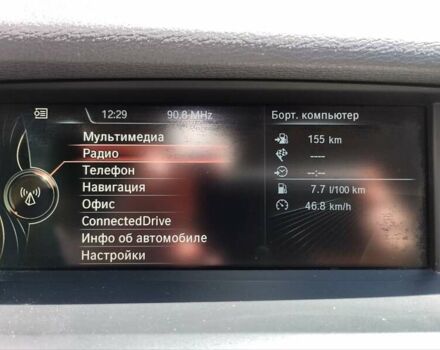 12:29 90.8 MHz
Мультимедиа
Радио
Телефон
Навигация
Офис
ConnectedDrive
Инфо об автомобиле
Настройки
Борт. компьютер
155 km
----
--:--
7.7 l/100 km
46.8 km/h